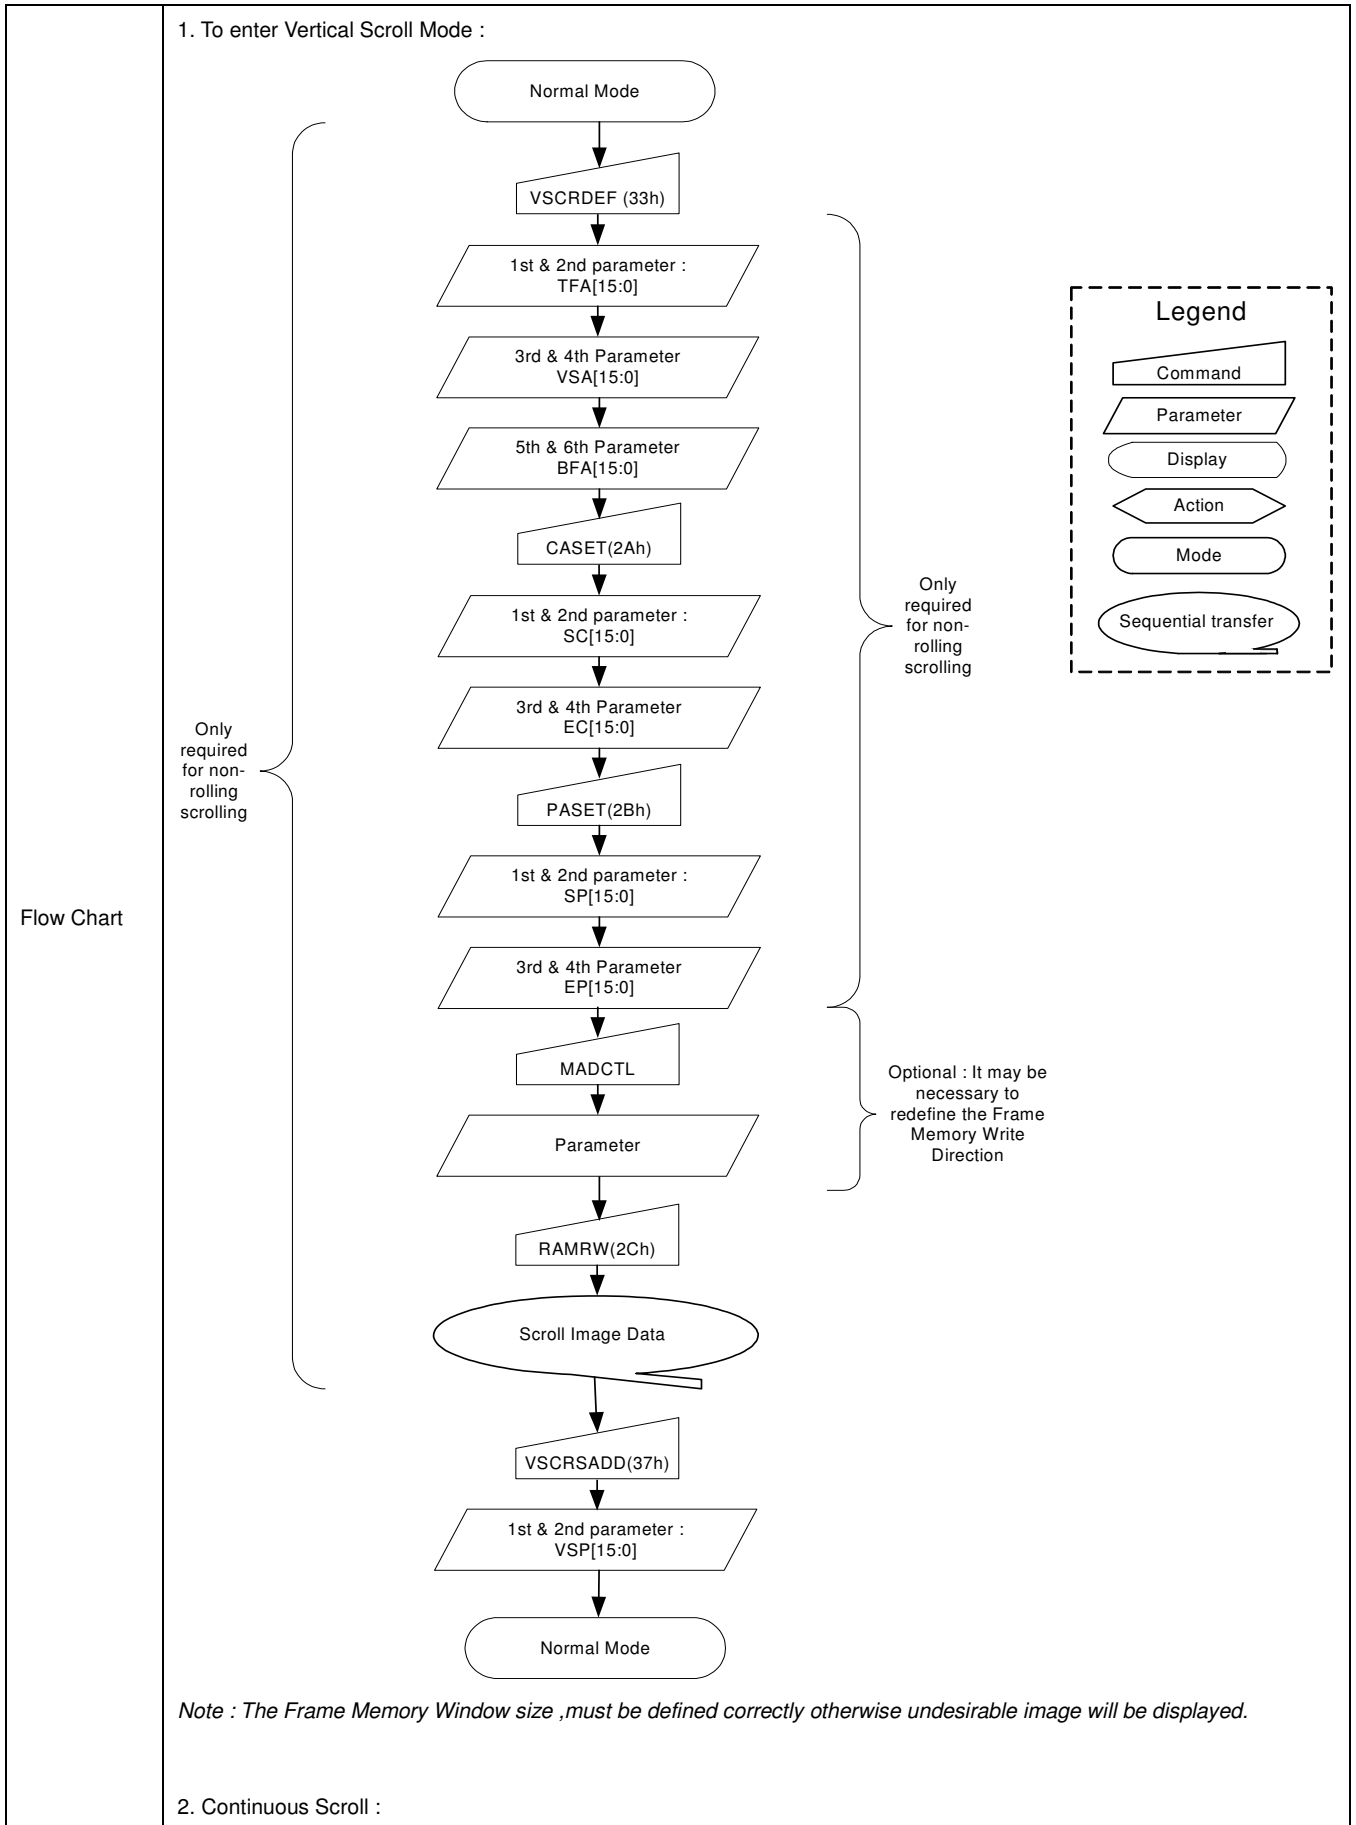 Flow Chart
1. To enter Vertical Scroll Mode :
Normal Mode
VSCRDEF (33h)
1st & 2nd parameter :
TFA[15:0]
3rd & 4th Parameter
VSA[15:0]
5th & 6th Parameter
BFA[15:0]
CASET(2Ah)
1st & 2nd parameter :
SC[15:0]
3rd & 4th Parameter
EC[15:0]
PASET(2Bh)
1st & 2nd parameter :
SP[15:0]
3rd & 4th Parameter
EP[15:0]
MADCTL
Parameter
RAMRW(2Ch)
Scroll Image Data
VSCRSADD(37h)
1st & 2nd parameter :
VSP[15:0]
Normal Mode
Only
required
for non-
rolling
scrolling
Only
required
for non-
rolling
scrolling
Optional : It may be
necessary to
redefine the Frame
Memory Write
Direction
Legend
Command
Parameter
Display
Action
Mode
Sequential transfer
Note : The Frame Memory Window size ,must be defined correctly otherwise undesirable image will be displayed.
2. Continuous Scroll :